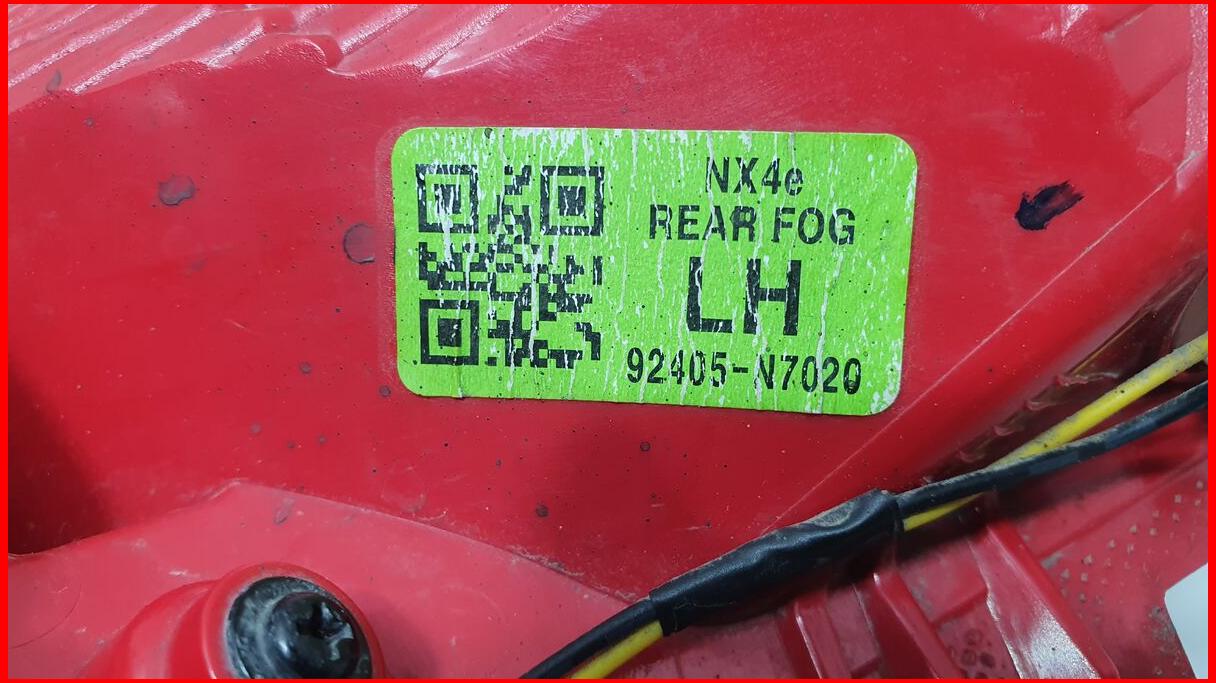 NX4e
REAR FOG
LH
92405-N7020